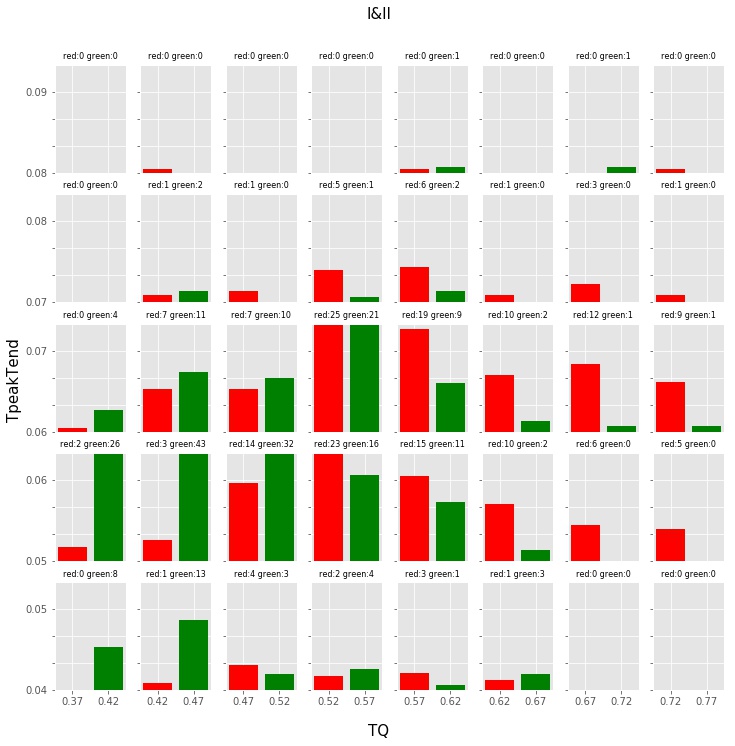 I&II
red:0 green:0 red:0 green:0 red:0 green:0 red:0 green:0 red:0 green:1 red:0 green:0 red:0 green:1 red:0 green:0
0.09
0.08
red:0 green:0 red:1 green:2 red:1 green:0 red:5 green:1 red:6 green:2 red:1 green:0 red:3 green:0 red:1 green:0
0.08
0.07
red:0 green:4 red:7 green:11 red:7 green:10 red:25 green:21 red:19 green:9 red:10 green:2 red:12 green:1 red:9 green:1
0.07
TpeakTend
0.06
red:2 green:26 red:3 green:43 red:14 green:32 red:23 green:16 red:15 green:11 red:10 green:2 red:6 green:0 red:5 green:0
0.06
0.05
red:0 green:8 red:1 green:13 red:4 green:3 red:2 green:4 red:3 green:1 red:1 green:3 red:0 green:0 red:0 green:0
0.05
0.04
0.37 0.42 0.42 0.47 0.47 0.52 0.52 0.57 0.57 0.62 0.62 0.67 0.67 0.72 0.72 0.77
TQ